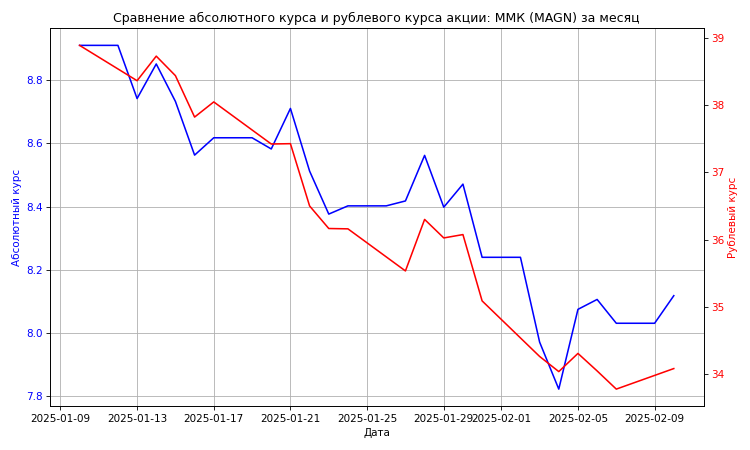 Сравнение абсолютного курса и рублевого курса акции: ММК (MAGN) за месяц
Абсолютный курс
8.8
8.6
8.4
8.2
8.0
7.8
39
38
37
36
35
34
Рублевый курс
2025-01-09 2025-01-13 2025-01-17 2025-01-21 2025-01-25 2025-01-29 2025-02-01 2025-02-05 2025-02-09
Дата